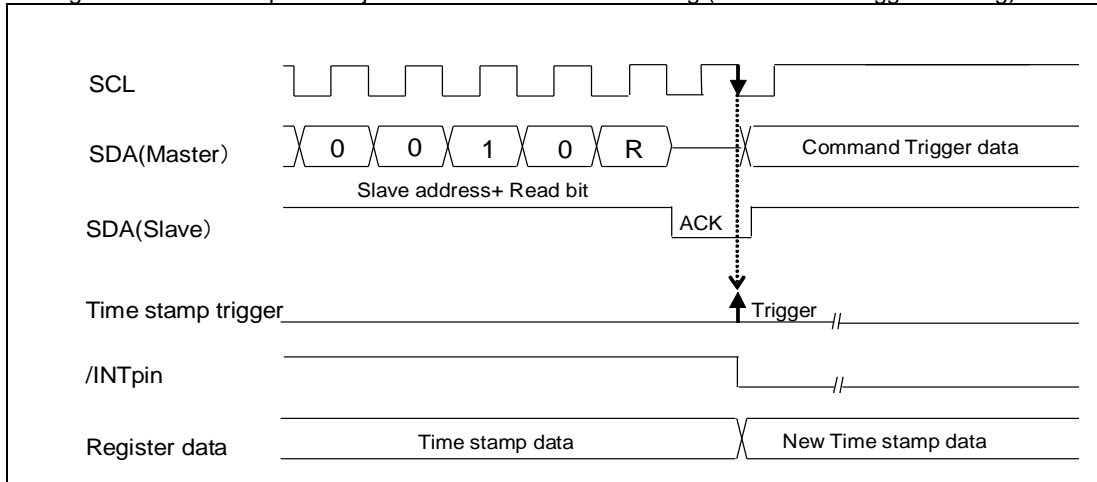 SCL
SDA(Master) 0 0 1 0 R Command Trigger data
Slave address+ Read bit
SDA(Slave) ACK
Time stamp trigger Trigger
/INTpin
Register data Time stamp data New Time stamp data